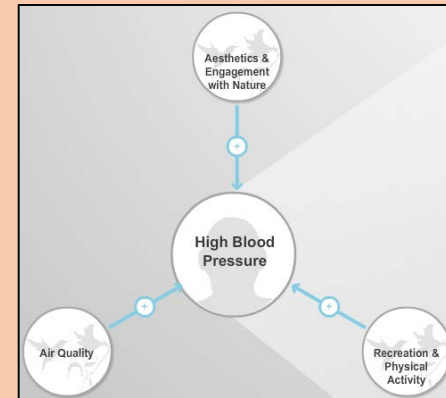 Aesthetics &
Engagement
with Nature
+
High Blood
Pressure
+
+
Air Quality
Recreation &
Physical
Activity